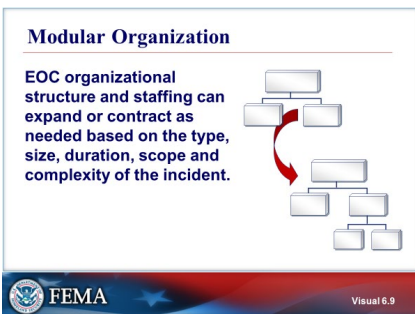 Modular Organization
EOC organizational
structure and staffing can
expand or contract as
needed based on the type,
size, duration, scope and
complexity of the incident.
FEMA
Visual 6.9